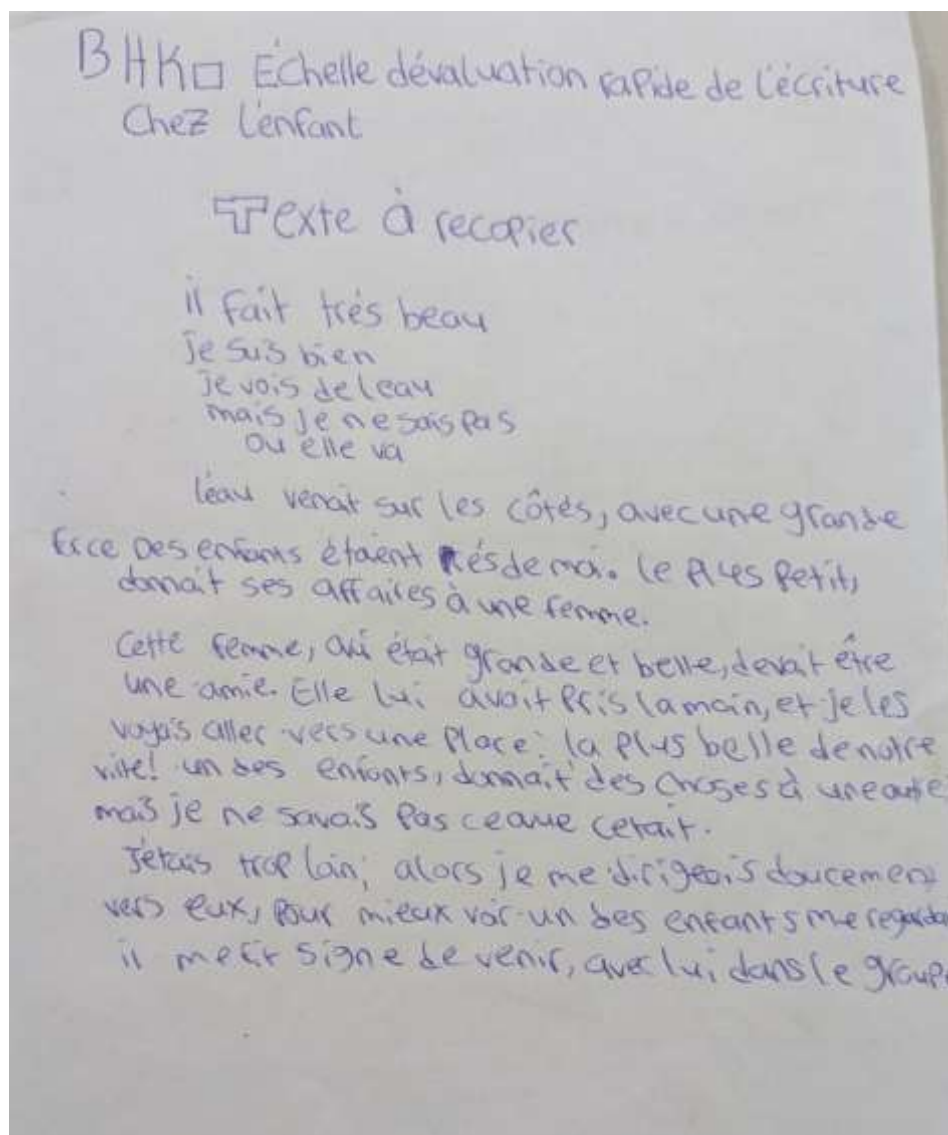 BHK□ Échelle dévaluation rapide de l'écriture
Chez l'enfant
Texte à recopier
il fait très beau
je suis bien
je vois de leau
mais je ne sais pas
ou elle va
léau venait sur les côtés, avec une grande
force Des enfants étaient près de moi. le plus petit,
donnait ses affaires à une femme.
Cette femme, qui était grande et belle, devait être
une amie. Elle lui avait pris la main, et je les
voyais aller vers une place: la plus belle de notre
ville! un des enfants, donnait des choses à une autre
mais je ne savais pas ceque cetait.
J'étais trop loin; alors je me dirigeois doucement
vers eux, pour mieux voir un des enfants me regarda
il me fit signe de venir, avec lui dans le groupe